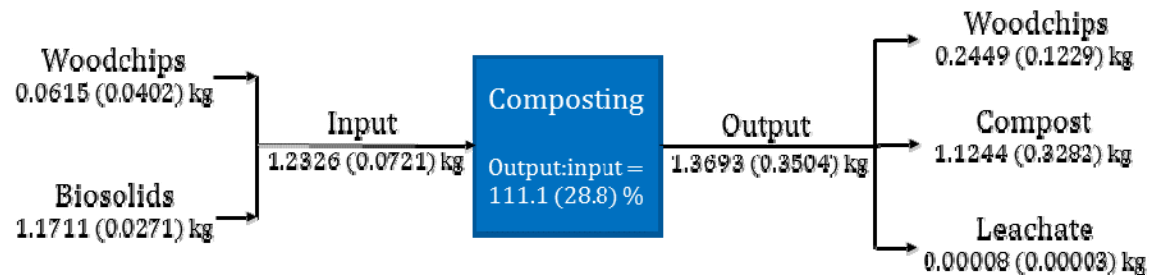 Woodchips
0.0615 (0.0402) kg
Biosolids
1.1711 (0.0271) kg
Input
1.2326 (0.0721) kg
Composting
Output:input =
111.1 (28.8) %
Output
1.3693 (0.3504) kg
Woodchips
0.2449 (0.1229) kg
Compost
1.1244 (0.3282) kg
Leachate
0.00008 (0.00003) kg